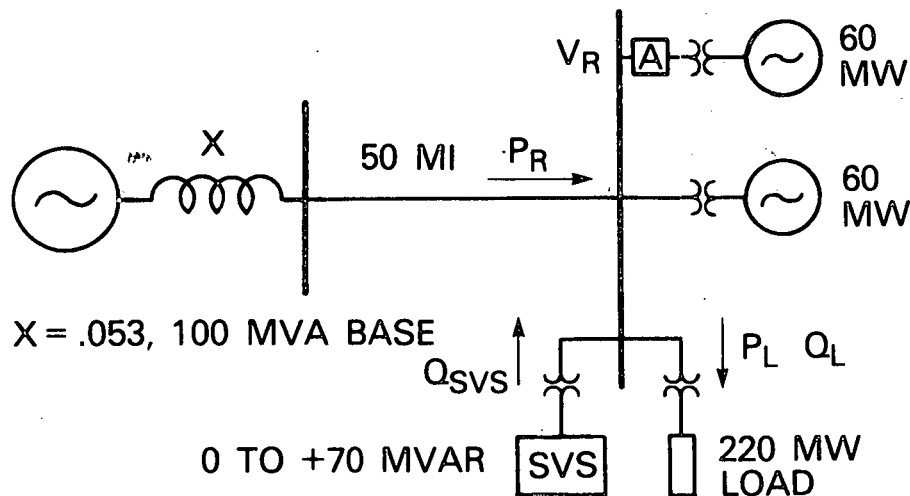 60
MW
V_R
A
X
50 MI
P_R
60
MW
X = .053, 100 MVA BASE
Q_SVS
P_L Q_L
0 TO +70 MVAR
SVS
220 MW
LOAD